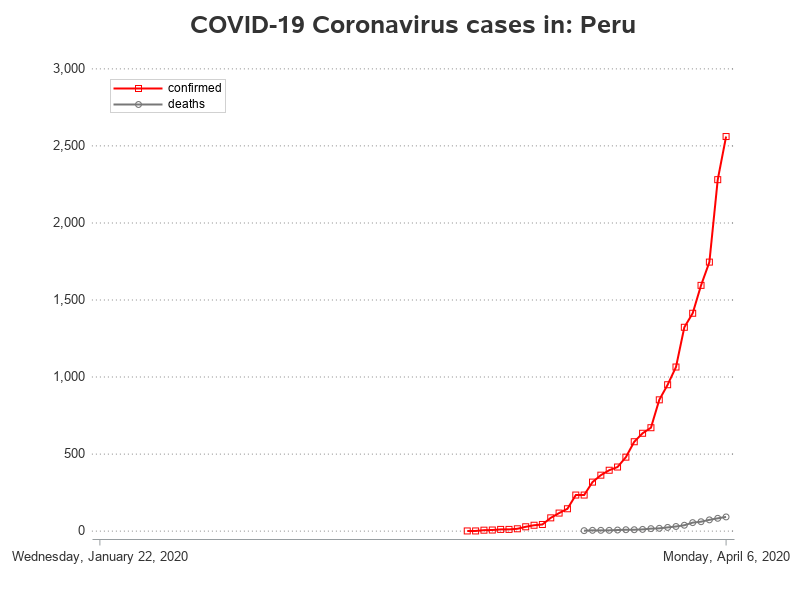 COVID-19 Coronavirus cases in: Peru
3,000
confirmed
deaths
2,500
2,000
1,500
1,000
500
0
Wednesday, January 22, 2020
Monday, April 6, 2020